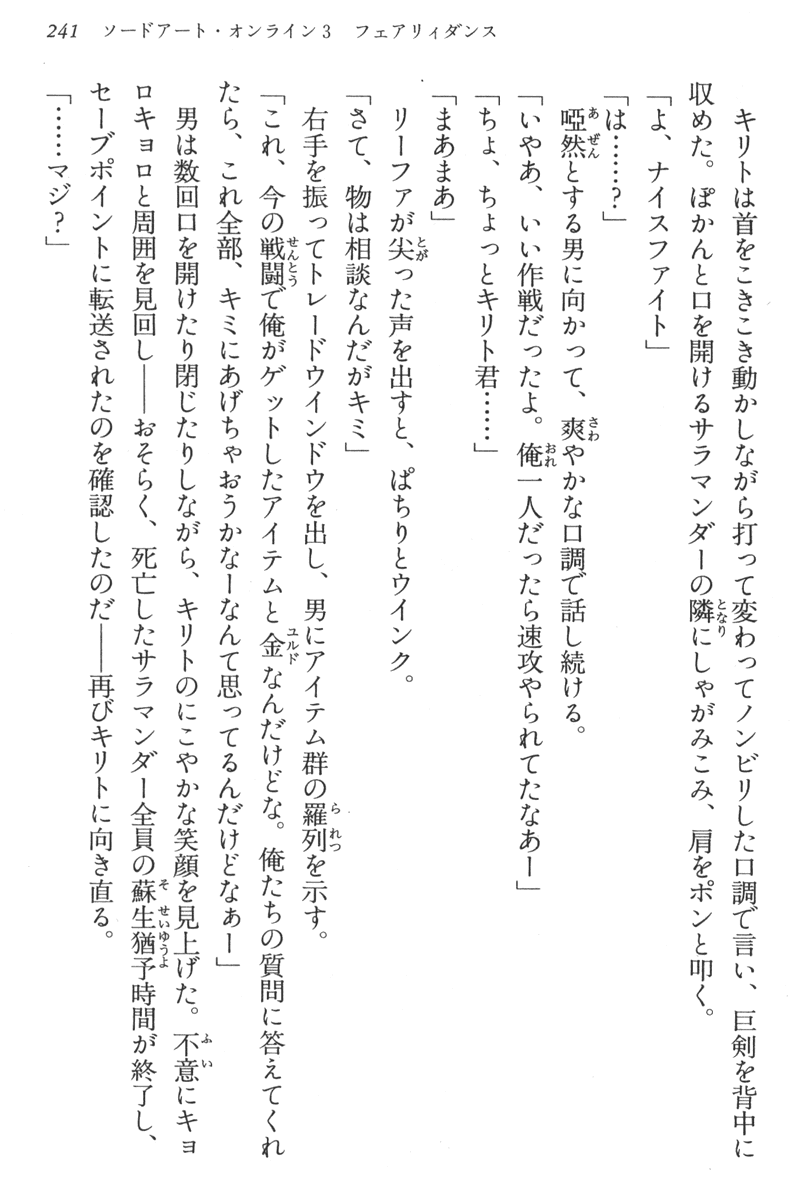 241 ソードアート・オンライン3 フェアリィダンス
キリトは首をこきこき動かしながら打って変わってノンビリした口調で言い、巨剣を背中に
収めた。ぽかんと口を開けるサラマンダーの隣にしゃがみこみ、肩をポンと叩く。
「よ、ナイスファイト」
「は……？」
唖然とする男に向かって、爽やかな口調で話し続ける。
「いやあ、いい作戦だったよ。俺一人だったら速攻やられてたなあー」
「ちょ、ちょっとキリト君……」
「まあまあ」
リーファが尖った声を出すと、ぱちりとウインク。
「さて、物は相談なんだがキミ」
右手を振ってトレードウインドウを出し、男にアイテム群の羅列を示す。
「これ、今の戦闘で俺がゲットしたアイテムと金なんだけどな。俺たちの質問に答えてくれ
たら、これ全部、キミにあげちゃおうかなーなんて思ってるんだけどなぁー」
男は数回口を開けたり閉じたりしながら、キリトのにこやかな笑顔を見上げた。不意にキョ
ロキョロと周囲を見回し――おそらく、死亡したサラマンダー全員の蘇生猶予時間が終了し、
セーブポイントに転送されたのを確認したのだ――再びキリトに向き直る。
「……マジ？」